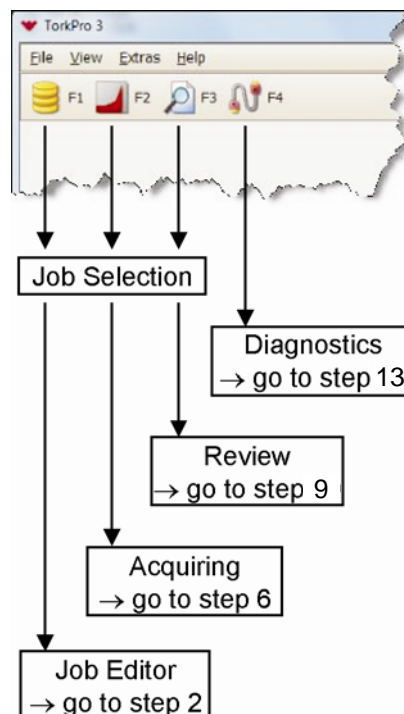 TorkPro 3
File View Extras Help
F1 F2 F3 F4
Job Selection
Diagnostics
→ go to step 13
Review
→ go to step 9
Acquiring
→ go to step 6
Job Editor
→ go to step 2